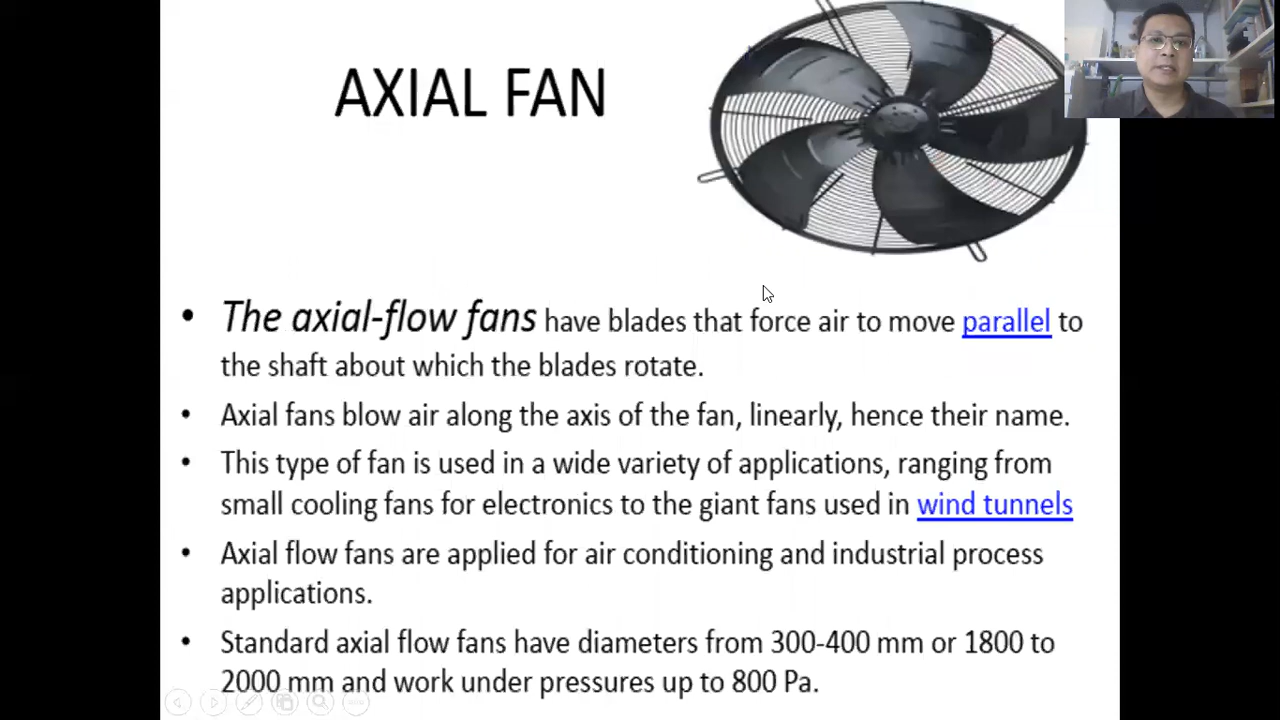 AXIAL FAN
• The axial-flow fans have blades that force air to move parallel to
the shaft about which the blades rotate.
• Axial fans blow air along the axis of the fan, linearly, hence their name.
• This type of fan is used in a wide variety of applications, ranging from
small cooling fans for electronics to the giant fans used in wind tunnels
• Axial flow fans are applied for air conditioning and industrial process
applications.
• Standard axial flow fans have diameters from 300-400 mm or 1800 to
2000 mm and work under pressures up to 800 Pa.